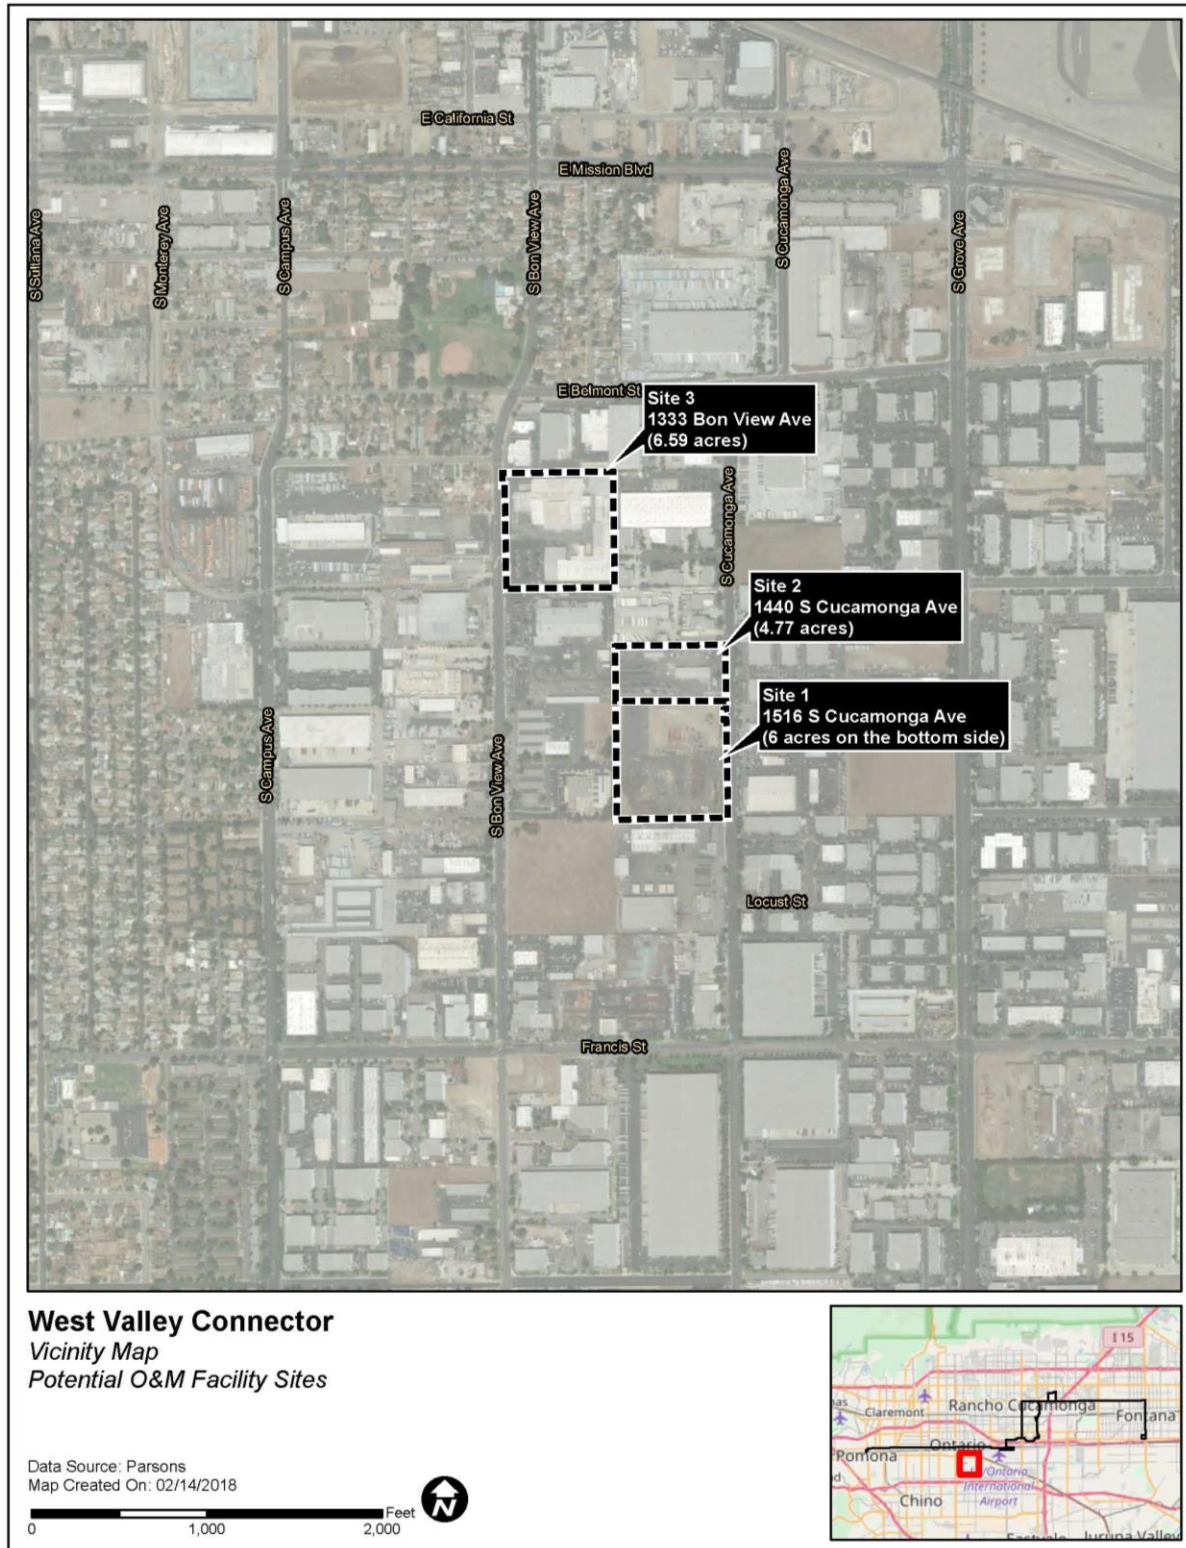 E California St
E Mission Blvd
S Sultana Ave
S Monterey Ave
S Campus Ave
S Bon View Ave
S Cucamonga Ave
S Grove Ave
E Belmont St
Site 3
1333 Bon View Ave
(6.59 acres)
S Cucamonga Ave
Site 2
1440 S Cucamonga Ave
(4.77 acres)
Site 1
1516 S Cucamonga Ave
(6 acres on the bottom side)
S Campus Ave
S Bon View Ave
Locust St
Francis St
West Valley Connector
Vicinity Map
Potential O&M Facility Sites
Data Source: Parsons
Map Created On: 02/14/2018
Feet
0 1,000 2,000
N
I 15
Claremont
Rancho Cucamonga
Fontana
Ontario
Pomona
Ontario
International
Airport
Chino
Jurupa Valley